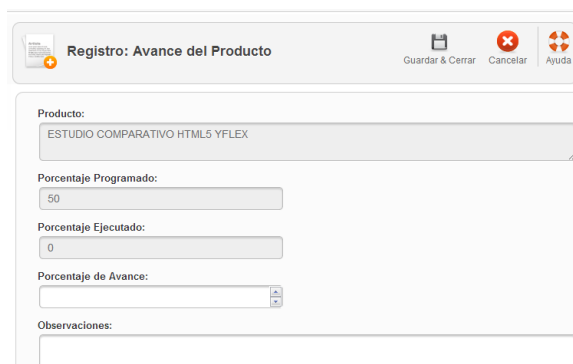 Registro: Avance del Producto
Guardar & Cerrar
Cancelar
Ayuda
Producto:
ESTUDIO COMPARATIVO HTML5 YFLEX
Porcentaje Programado:
50
Porcentaje Ejecutado:
0
Porcentaje de Avance:
Observaciones: